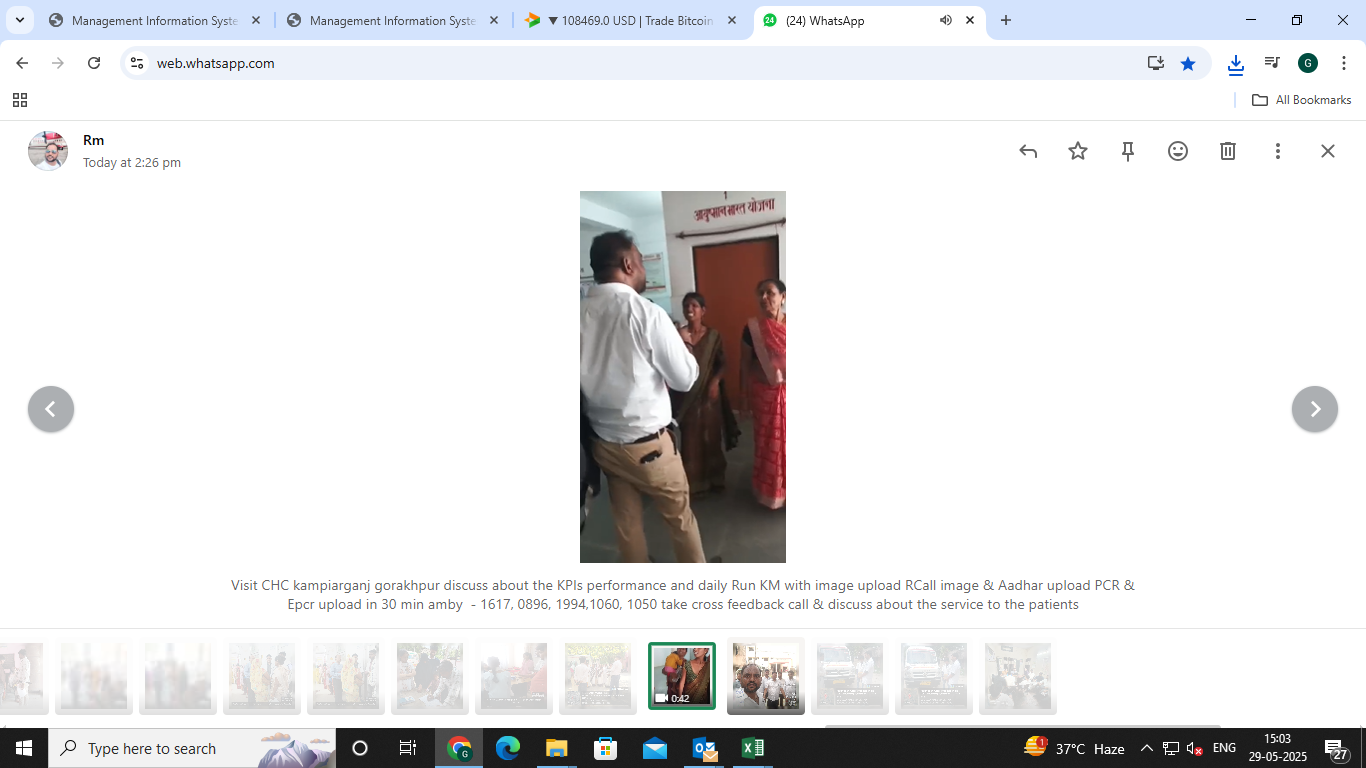 Management Information Syste
Management Information Syste
▼ 108469.0 USD | Trade Bitcoin
24
(24) WhatsApp
web.whatsapp.com
G
All Bookmarks
Rm
Today at 2:26 pm
आयुष्मान भारत योजना
Visit CHC kampiarganj gorakhpur discuss about the KPIs performance and daily Run KM with image upload RCall image & Aadhar upload PCR &
Epcr upload in 30 min amby - 1617, 0896, 1994,1060, 1050 take cross feedback call & discuss about the service to the patients
0:42
Type here to search
G
1
37°C Haze
ENG
15:03
29-05-2025
27